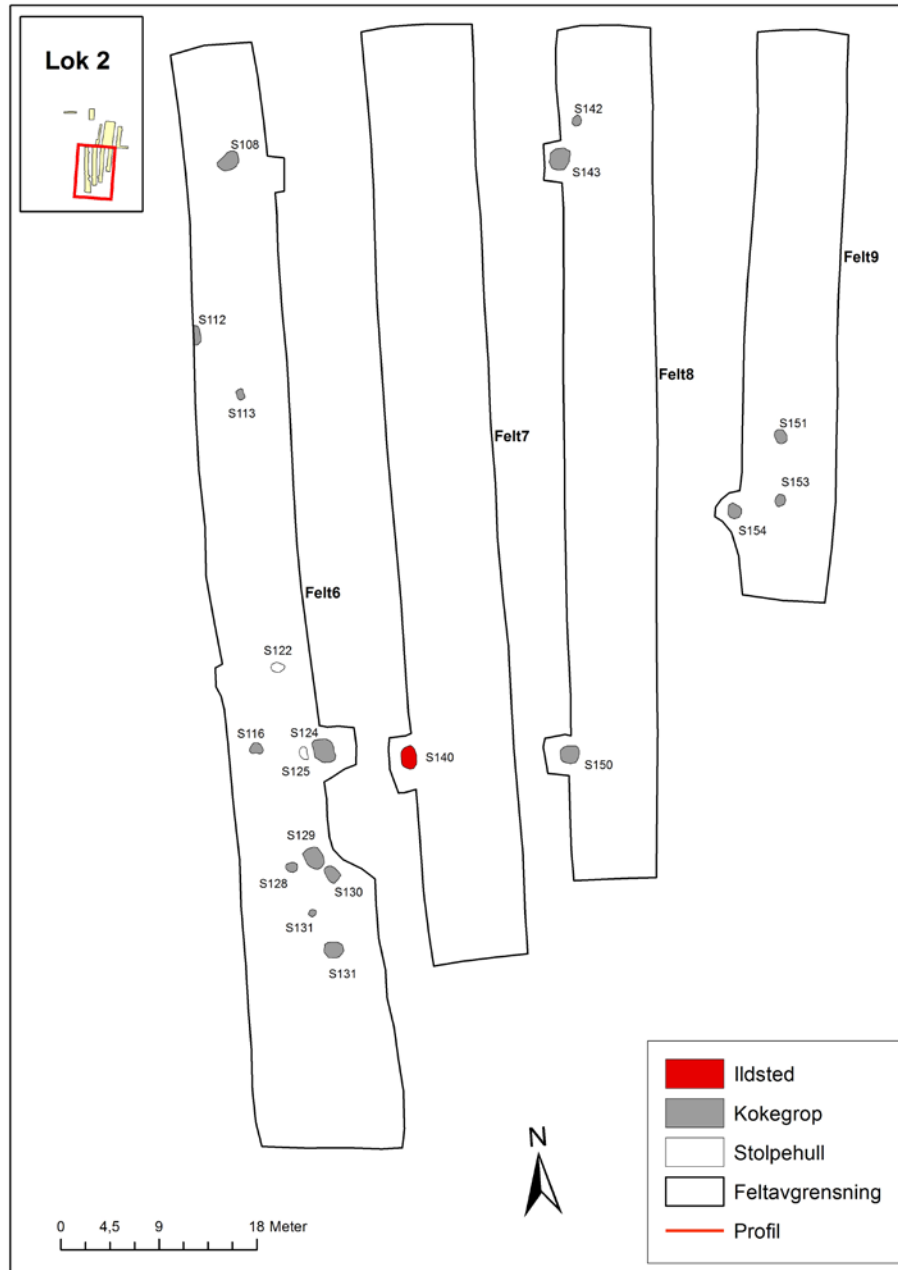 Lok 2
S108
S142
S143
Felt9
S112
Felt8
S113
Felt7
S151
S153
S154
Felt6
S122
S116
S124
S125
S140
S150
S129
S128
S130
S131
S131
N
0 4,5 9 18 Meter
Ildsted
Kokegrop
Stolpehull
Feltavgrensning
Profil